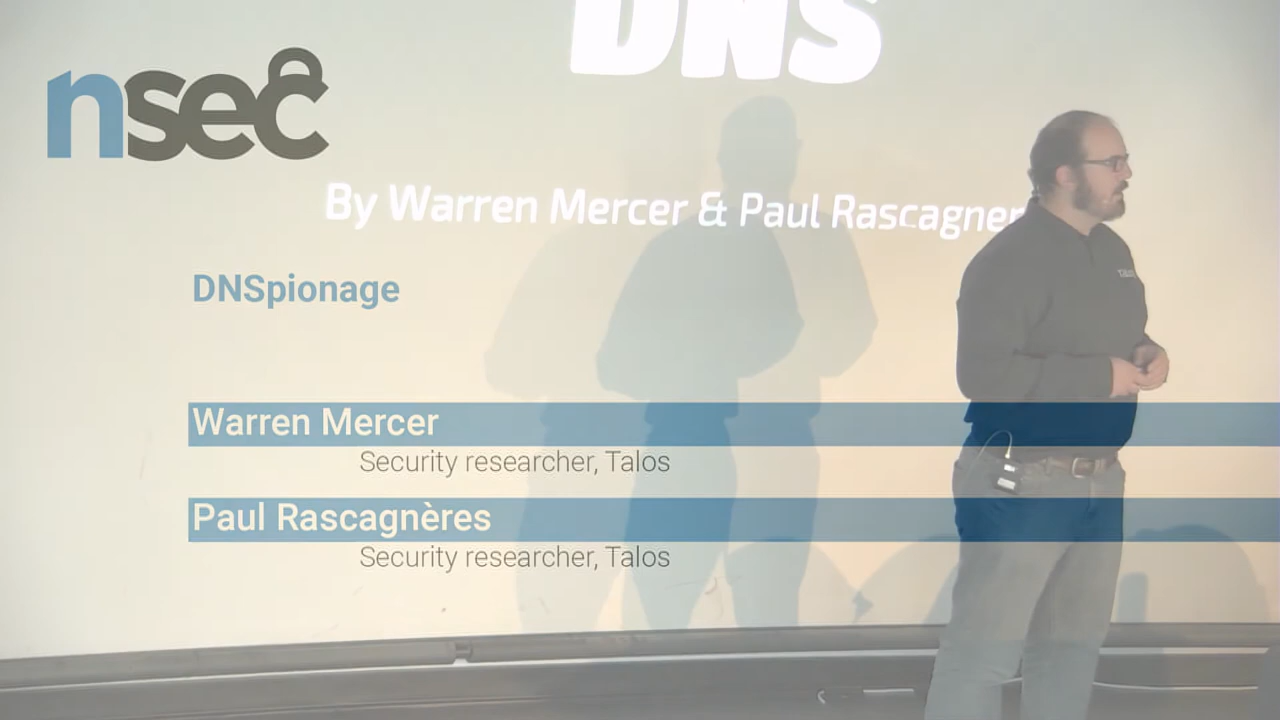 DNS
nsec
By Warren Mercer & Paul Rascagner
DNSpionage
Warren Mercer
Security researcher, Talos
Paul Rascagnères
Security researcher, Talos